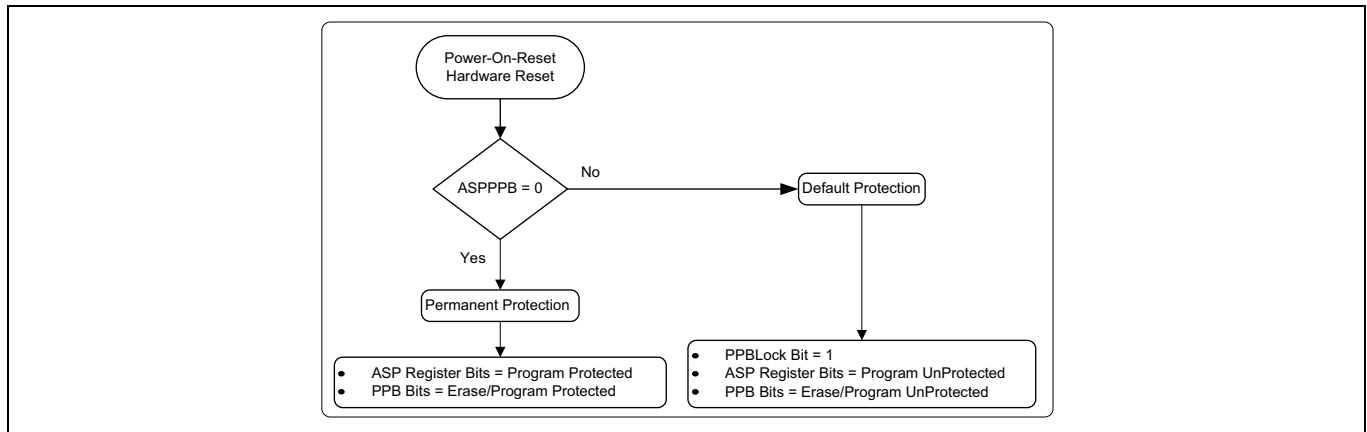 Power-On-Reset
Hardware Reset
ASPPPB = 0
No
Default Protection
Yes
Permanent Protection
• ASP Register Bits = Program Protected
• PPB Bits = Erase/Program Protected
• PPBLock Bit = 1
• ASP Register Bits = Program UnProtected
• PPB Bits = Erase/Program UnProtected